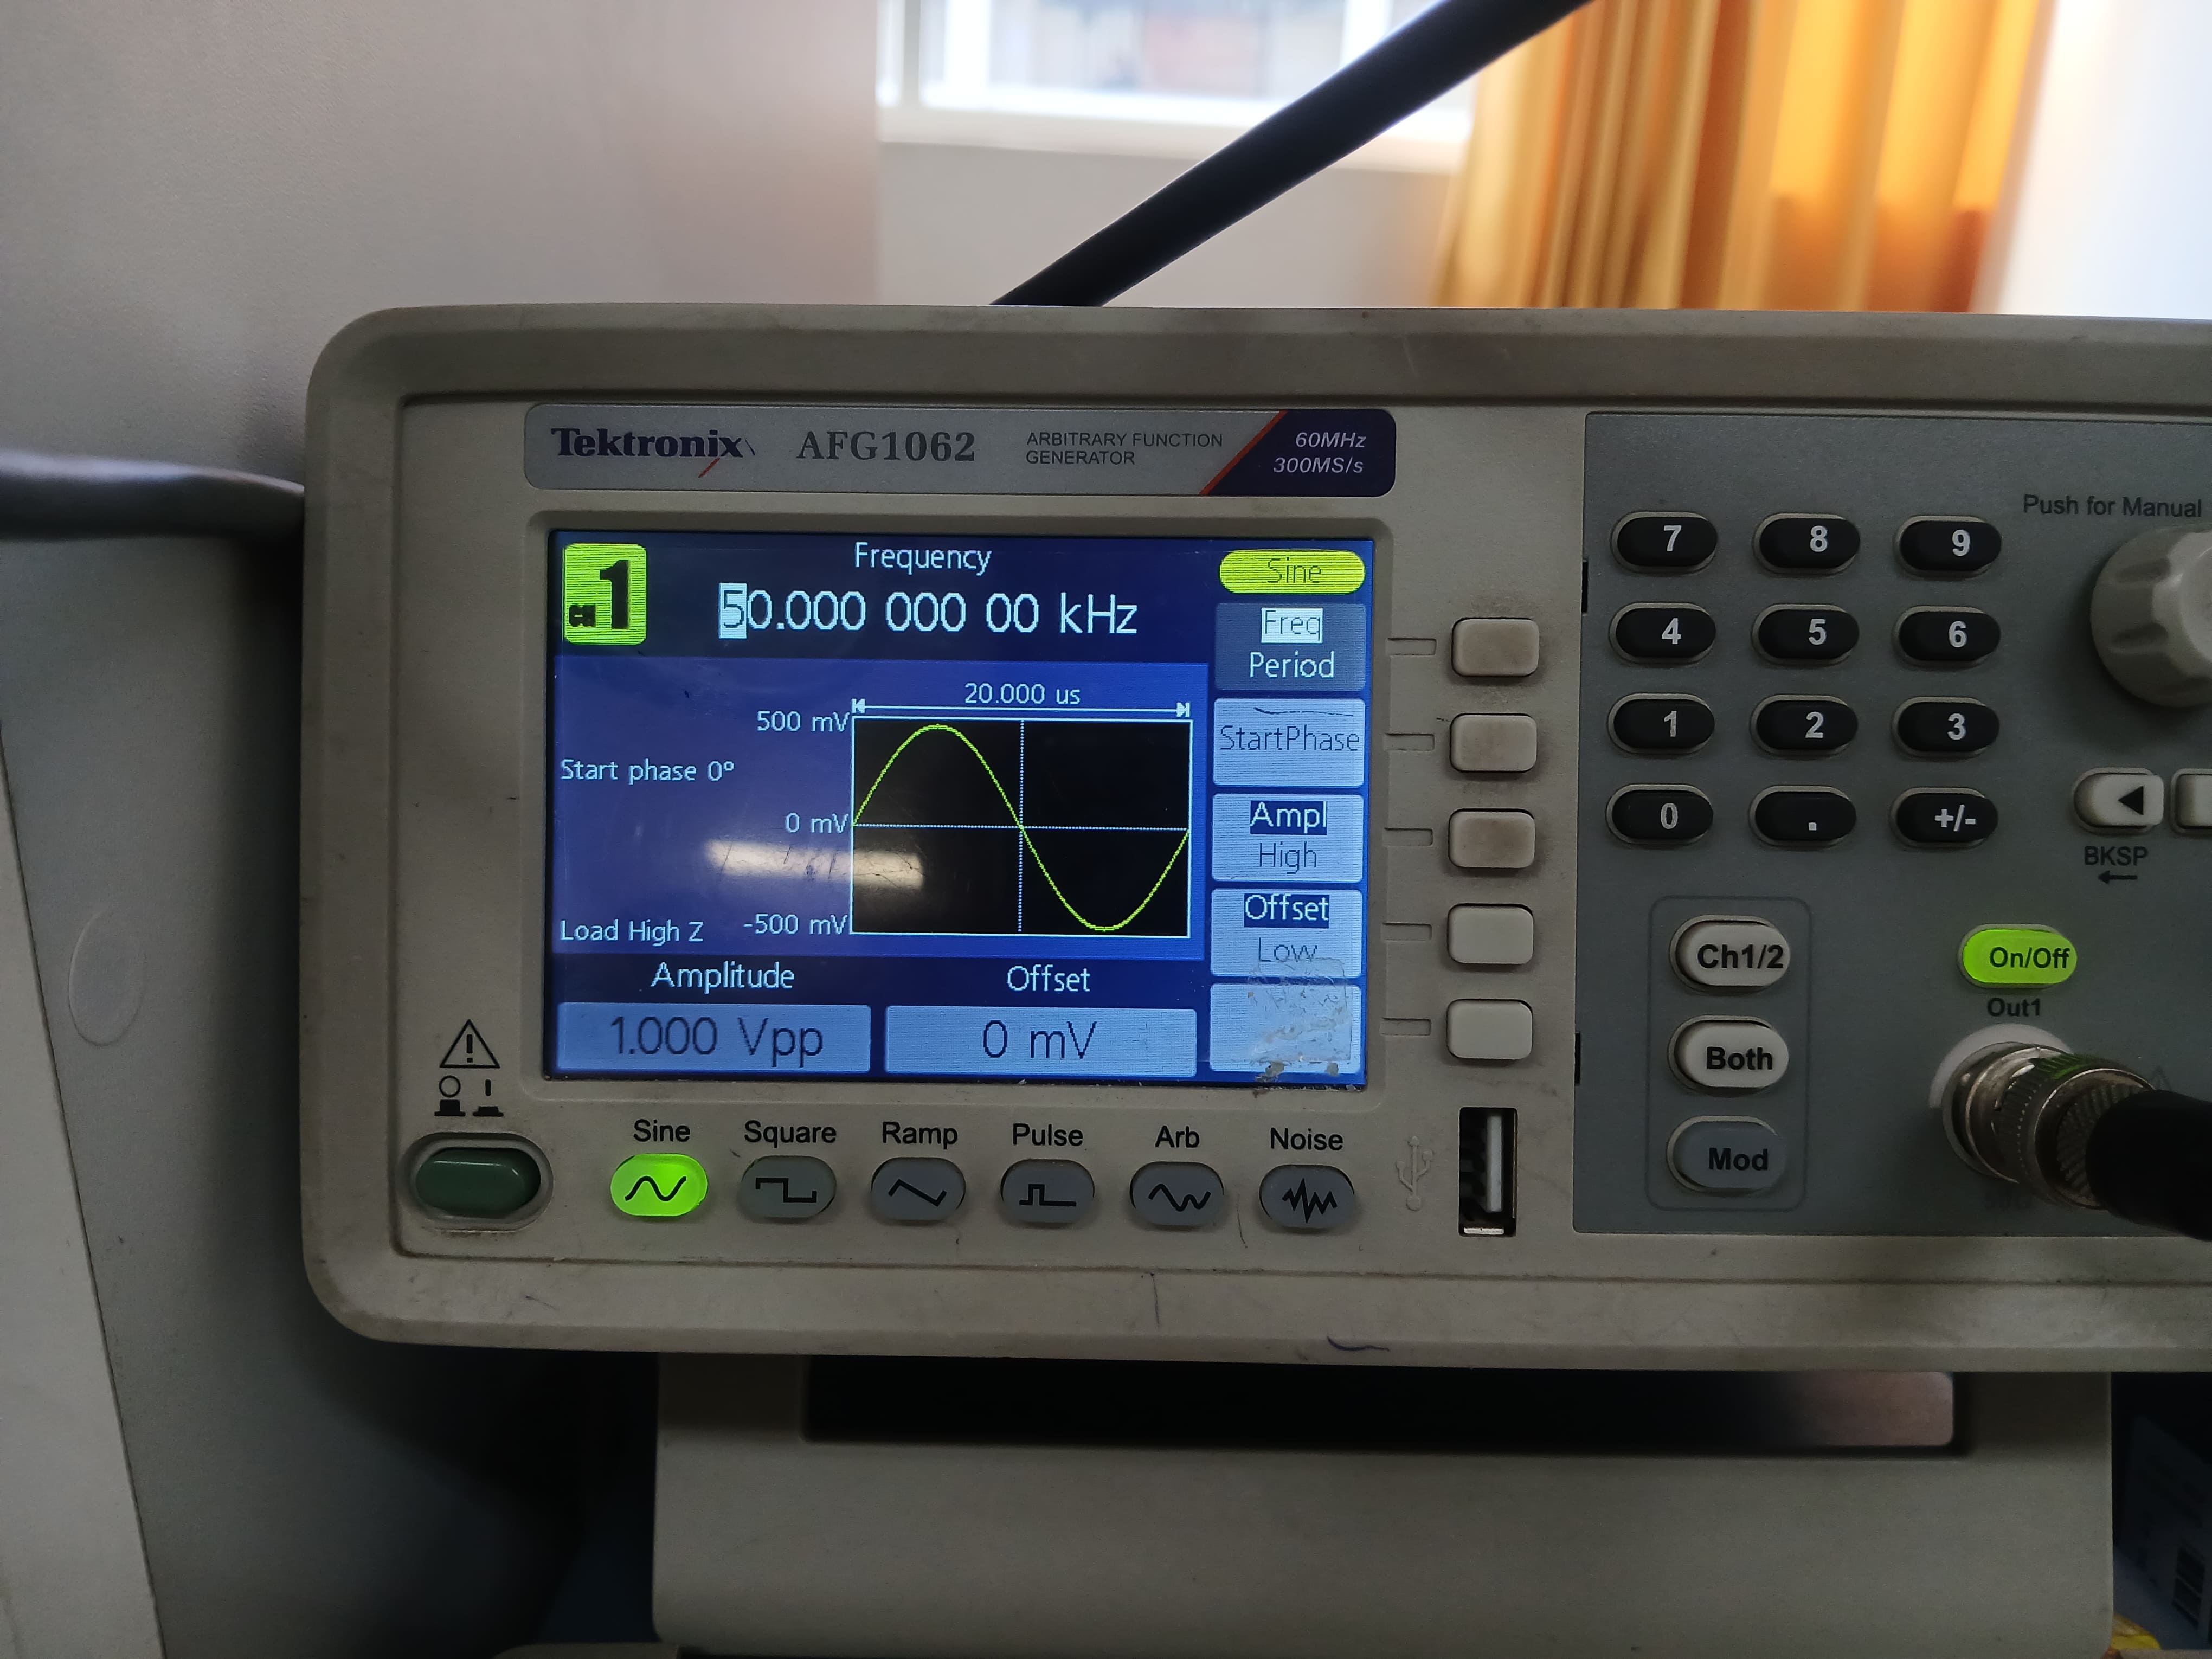 Tektronix AFG1062 ARBITRARY FUNCTION GENERATOR 60MHz 300MS/s
Push for Manual
CH1
Frequency
50.000 000 00 kHz
Sine
Freq
Period
20.000 us
500 mV
StartPhase
Start phase 0°
0 mV
Ampl
High
Offset
Low
Load High Z
-500 mV
Amplitude
Offset
1.000 Vpp
0 mV
7 8 9
4 5 6
1 2 3
0 . +/-
BKSP
Ch1/2
On/Off
Out1
Both
Mod
Sine Square Ramp Pulse Arb Noise